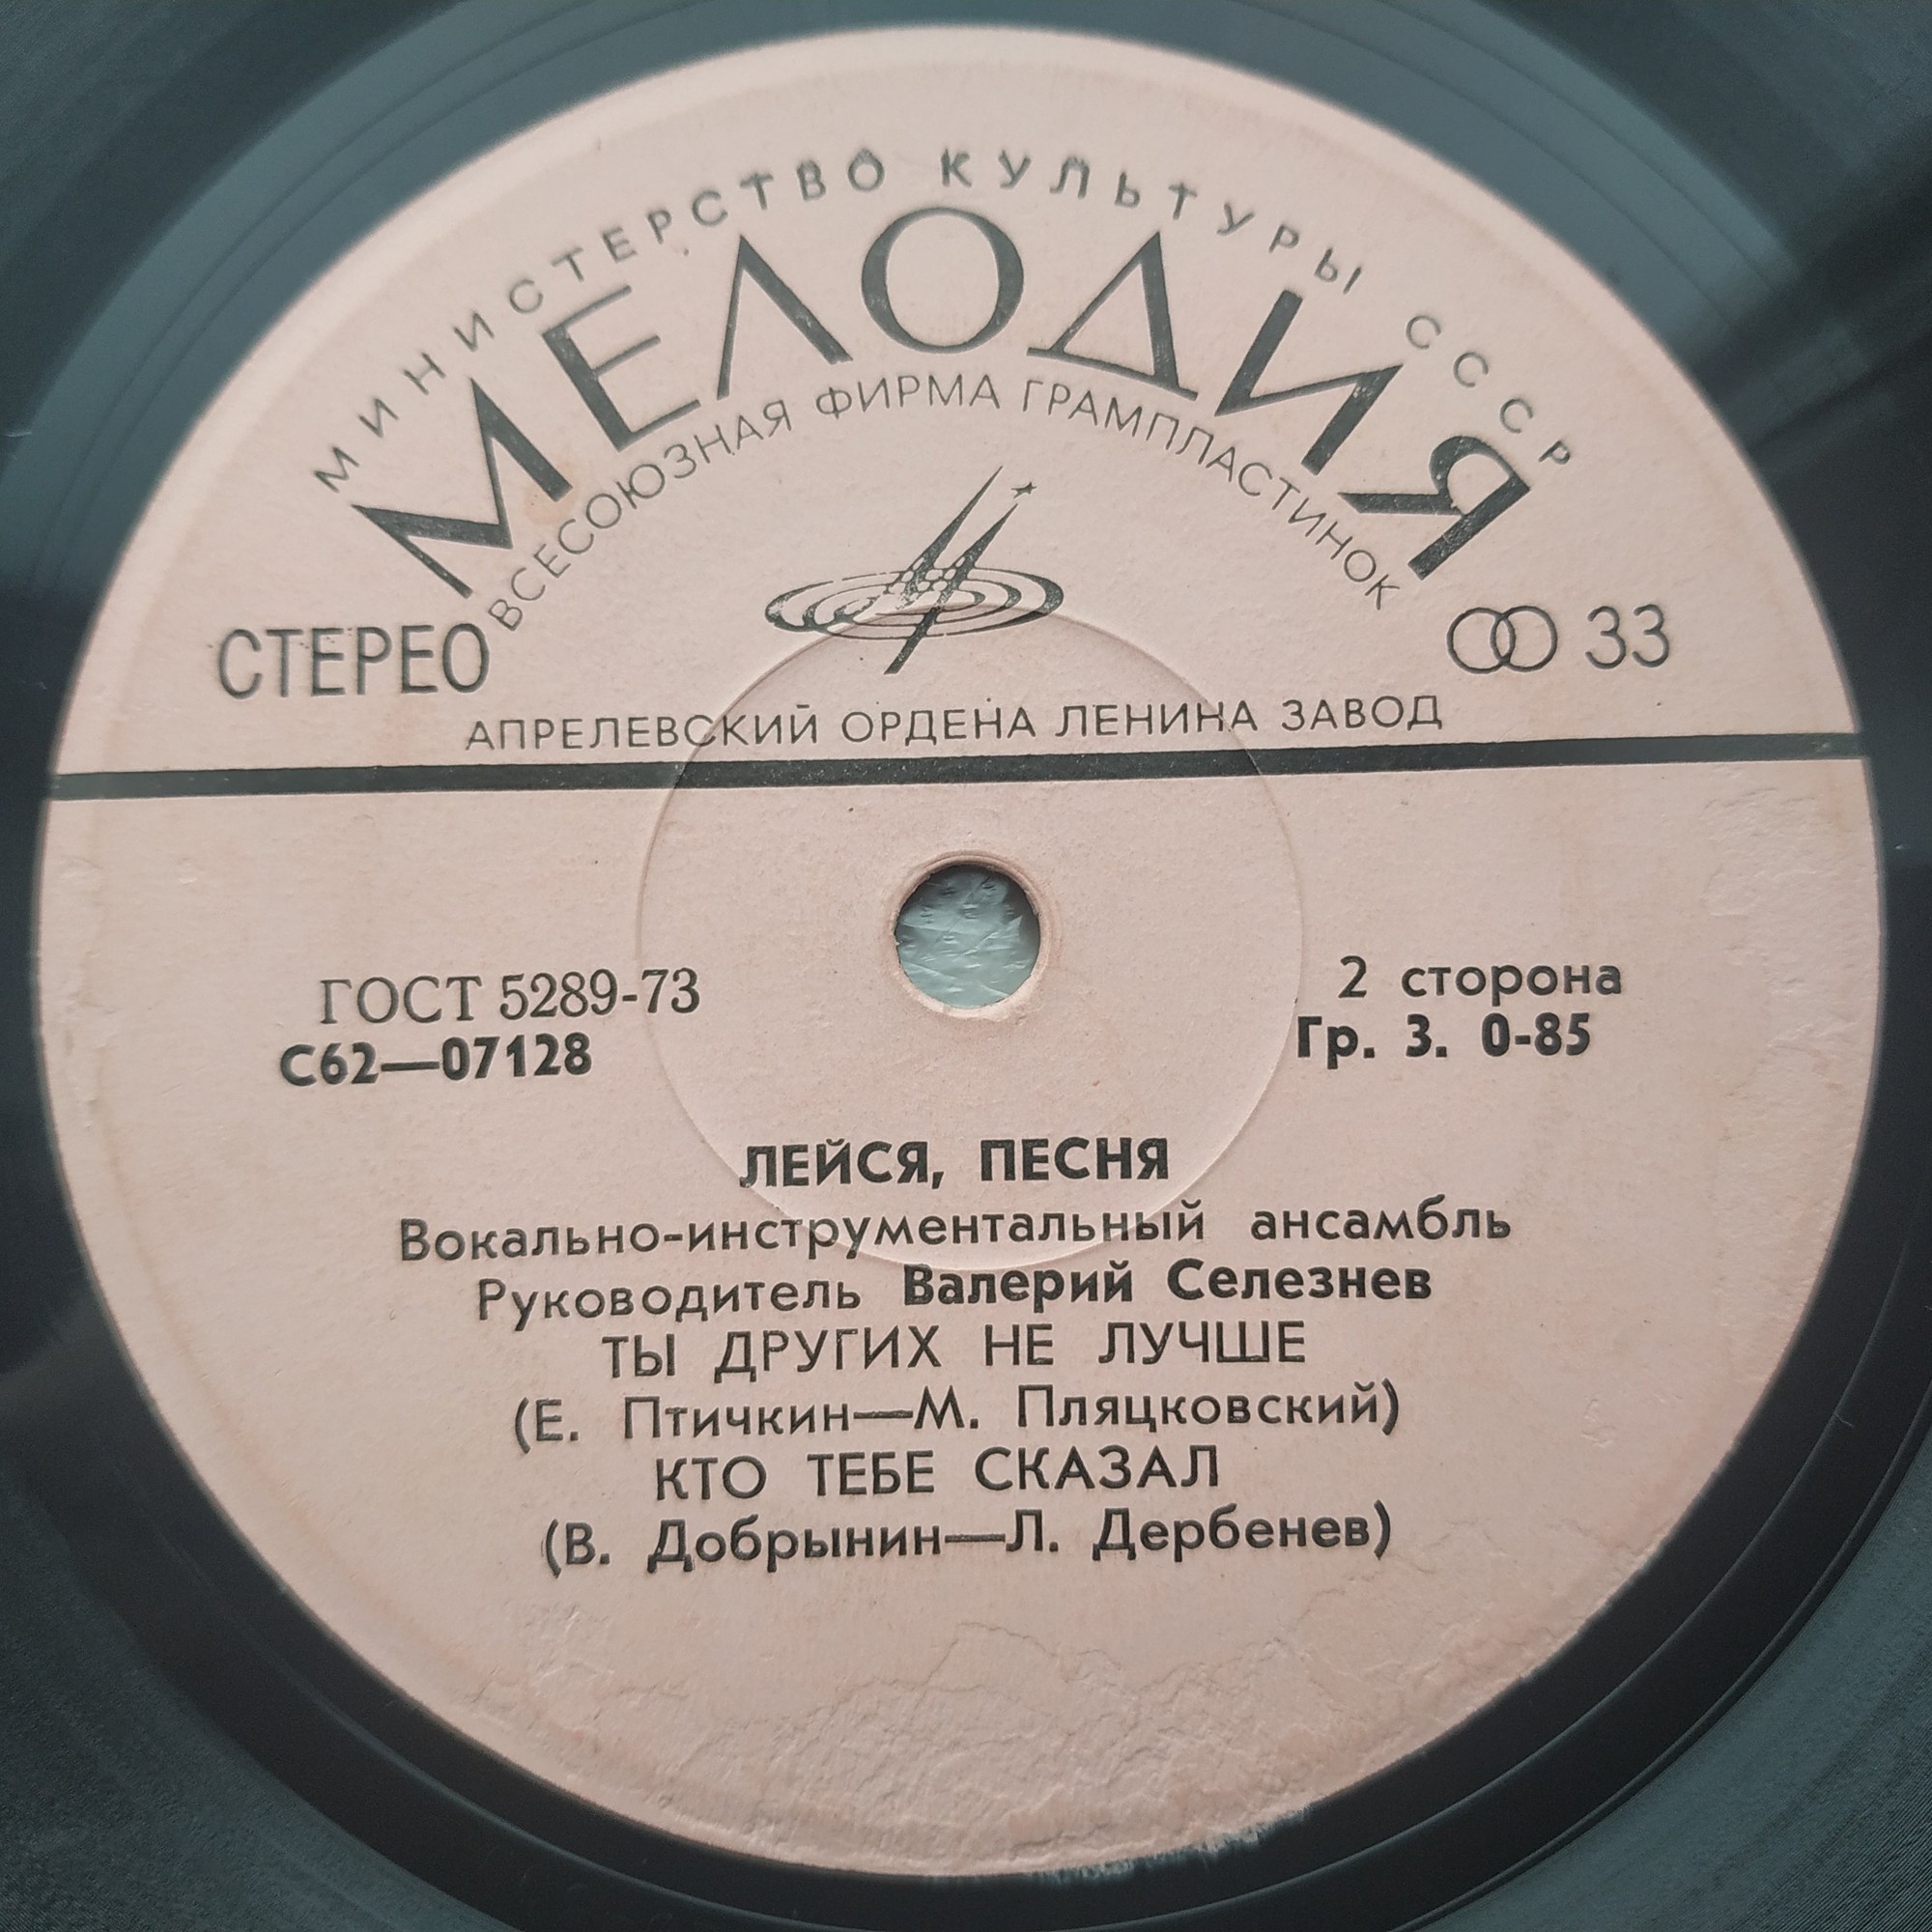 МИНИСТЕРСТВО КУЛЬТУРЫ СССР
МЕЛОДИЯ
ВСЕСОЮЗНАЯ ФИРМА ГРАМПЛАСТИНОК
СТЕРЕО
33
АПРЕЛЕВСКИЙ ОРДЕНА ЛЕНИНА ЗАВОД
ГОСТ 5289-73
С62—07128
2 сторона
Гр. 3. 0-85
ЛЕЙСЯ, ПЕСНЯ
Вокально-инструментальный ансамбль
Руководитель Валерий Селезнев
ТЫ ДРУГИХ НЕ ЛУЧШЕ
(Е. Птичкин—М. Пляцковский)
КТО ТЕБЕ СКАЗАЛ
(В. Добрынин—Л. Дербенев)